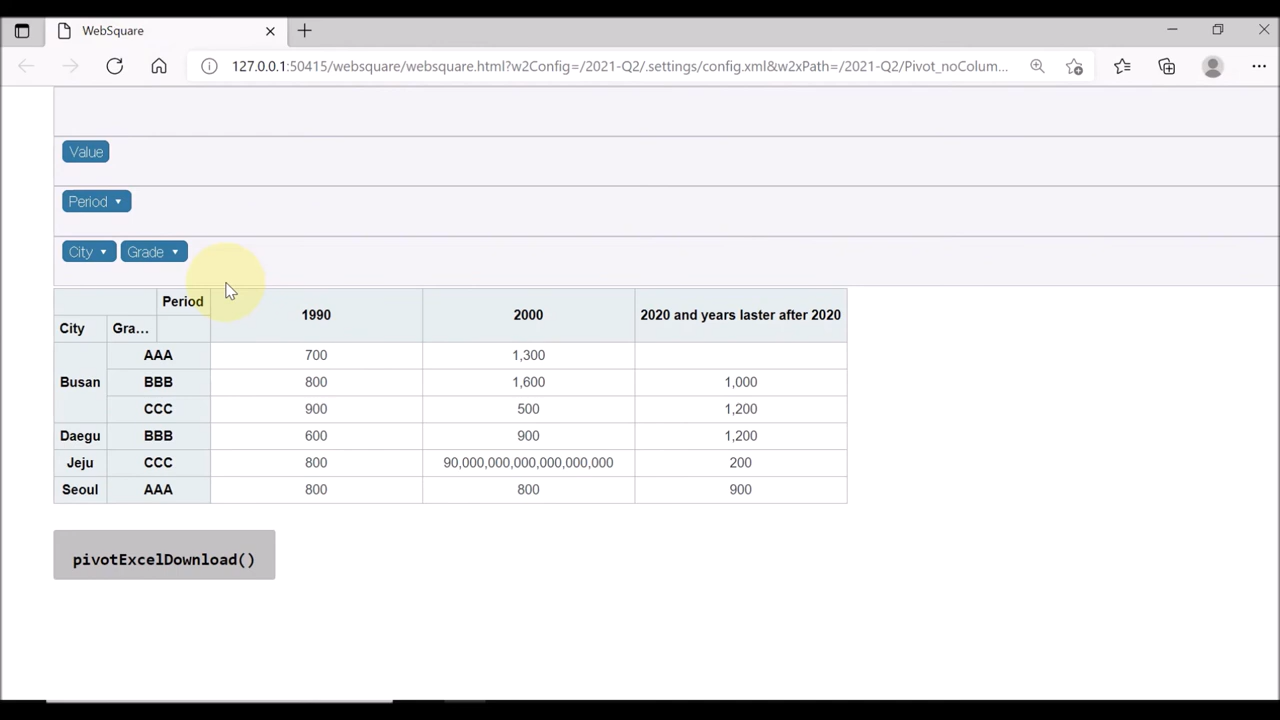 WebSquare
127.0.0.1:50415/websquare/websquare.html?w2Config=/2021-Q2/.settings/config.xml&w2xPath=/2021-Q2/Pivot_noColum...
Value
Period
City Grade
Period 1990 2000 2020 and years laster after 2020
City Gra...
Busan AAA 700 1,300
BBB 800 1,600 1,000
CCC 900 500 1,200
Daegu BBB 600 900 1,200
Jeju CCC 800 90,000,000,000,000,000,000 200
Seoul AAA 800 800 900
pivotExcelDownload()